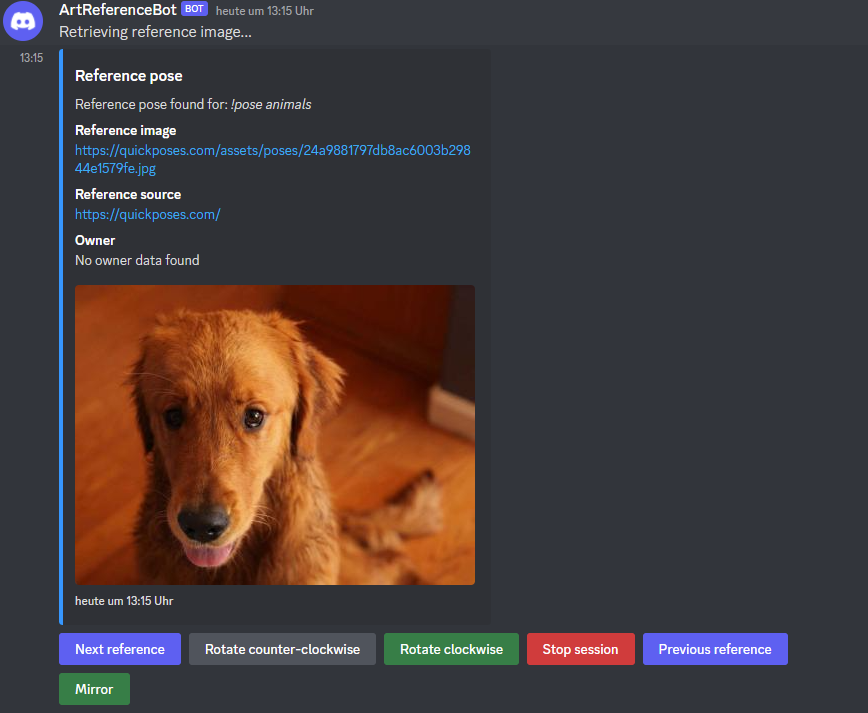 ArtReferenceBot BOT heute um 13:15 Uhr
Retrieving reference image...
13:15
Reference pose
Reference pose found for: !pose animals
Reference image
https://quickposes.com/assets/poses/24a9881797db8ac6003b298
44e1579fe.jpg
Reference source
https://quickposes.com/
Owner
No owner data found
heute um 13:15 Uhr
Next reference Rotate counter-clockwise Rotate clockwise Stop session Previous reference
Mirror